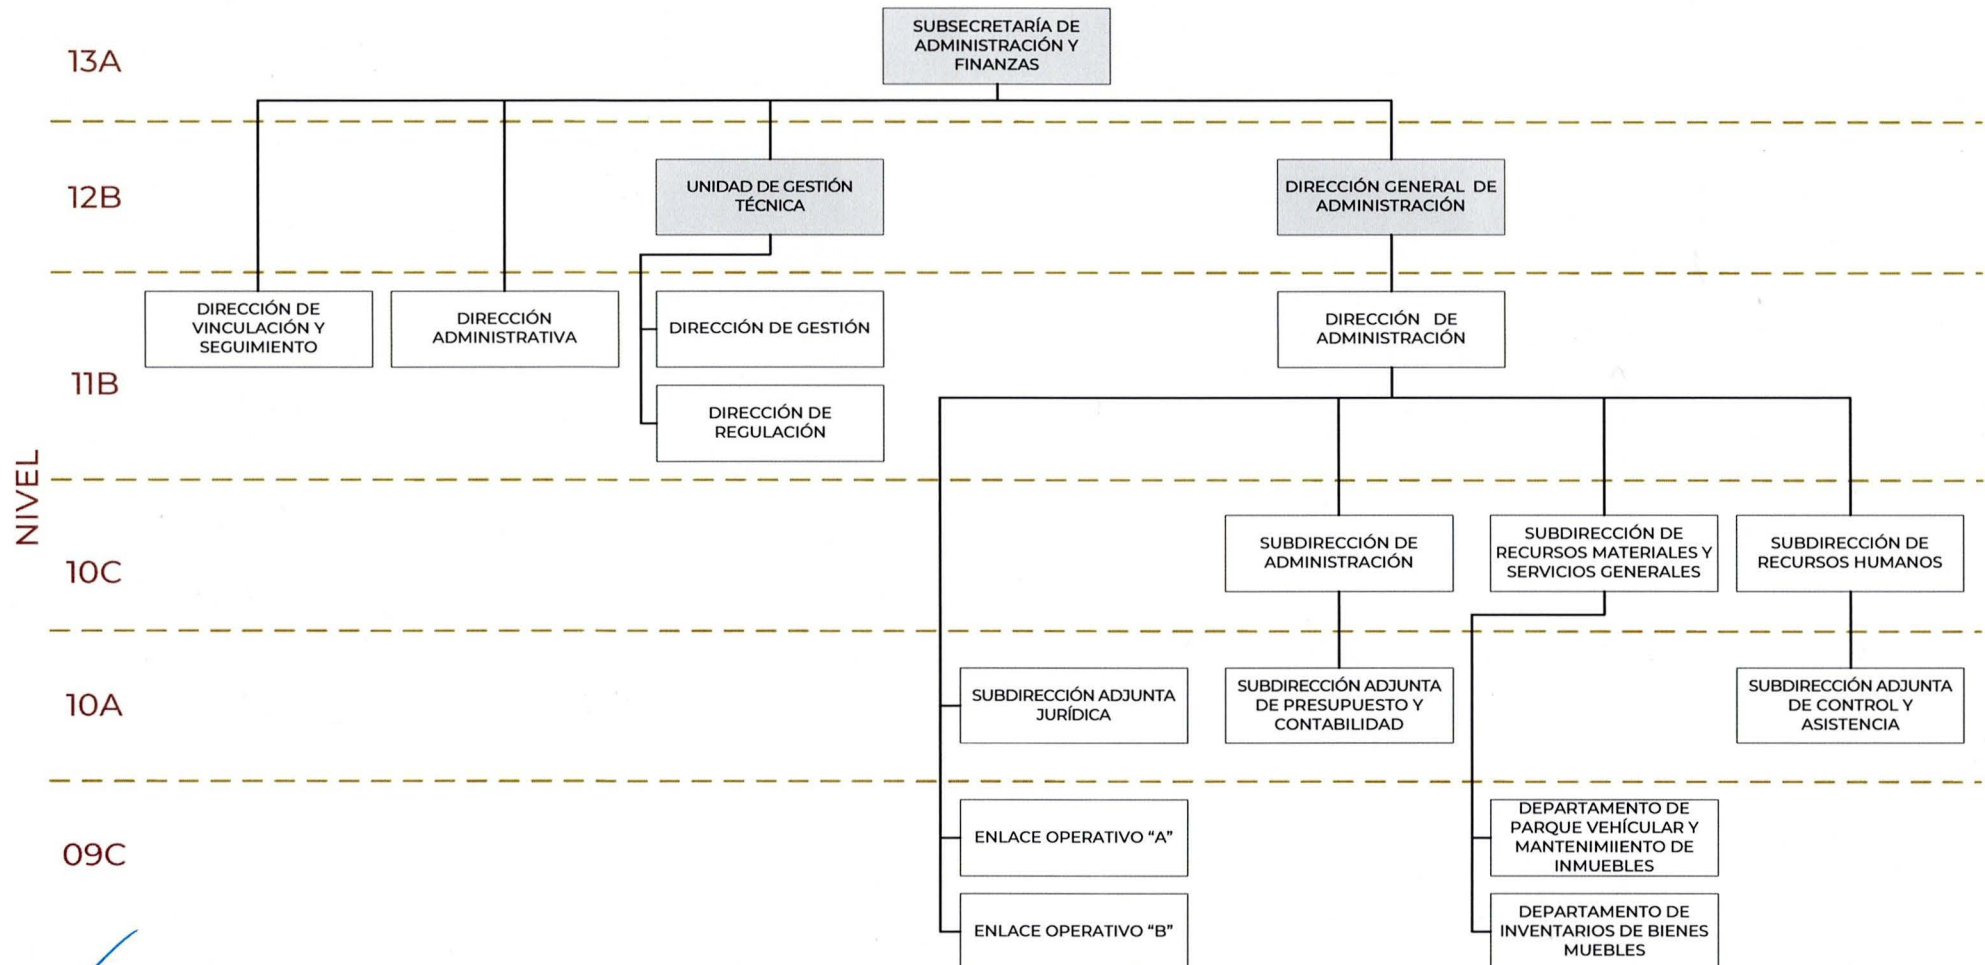 SUBSECRETARÍA DE
ADMINISTRACIÓN Y
FINANZAS
13A
12B
UNIDAD DE GESTIÓN
TÉCNICA
DIRECCIÓN GENERAL DE
ADMINISTRACIÓN
DIRECCIÓN DE
VINCULACIÓN Y
SEGUIMIENTO
DIRECCIÓN
ADMINISTRATIVA
DIRECCIÓN DE GESTIÓN
DIRECCIÓN DE
ADMINISTRACIÓN
11B
DIRECCIÓN DE
REGULACIÓN
NIVEL
10C
SUBDIRECCIÓN DE
ADMINISTRACIÓN
SUBDIRECCIÓN DE
RECURSOS MATERIALES Y
SERVICIOS GENERALES
SUBDIRECCIÓN DE
RECURSOS HUMANOS
10A
SUBDIRECCIÓN ADJUNTA
JURÍDICA
SUBDIRECCIÓN ADJUNTA
DE PRESUPUESTO Y
CONTABILIDAD
SUBDIRECCIÓN ADJUNTA
DE CONTROL Y
ASISTENCIA
09C
ENLACE OPERATIVO “A”
DEPARTAMENTO DE
PARQUE VEHÍCULAR Y
MANTENIMIIENTO DE
INMUEBLES
ENLACE OPERATIVO “B”
DEPARTAMENTO DE
INVENTARIOS DE BIENES
MUEBLES